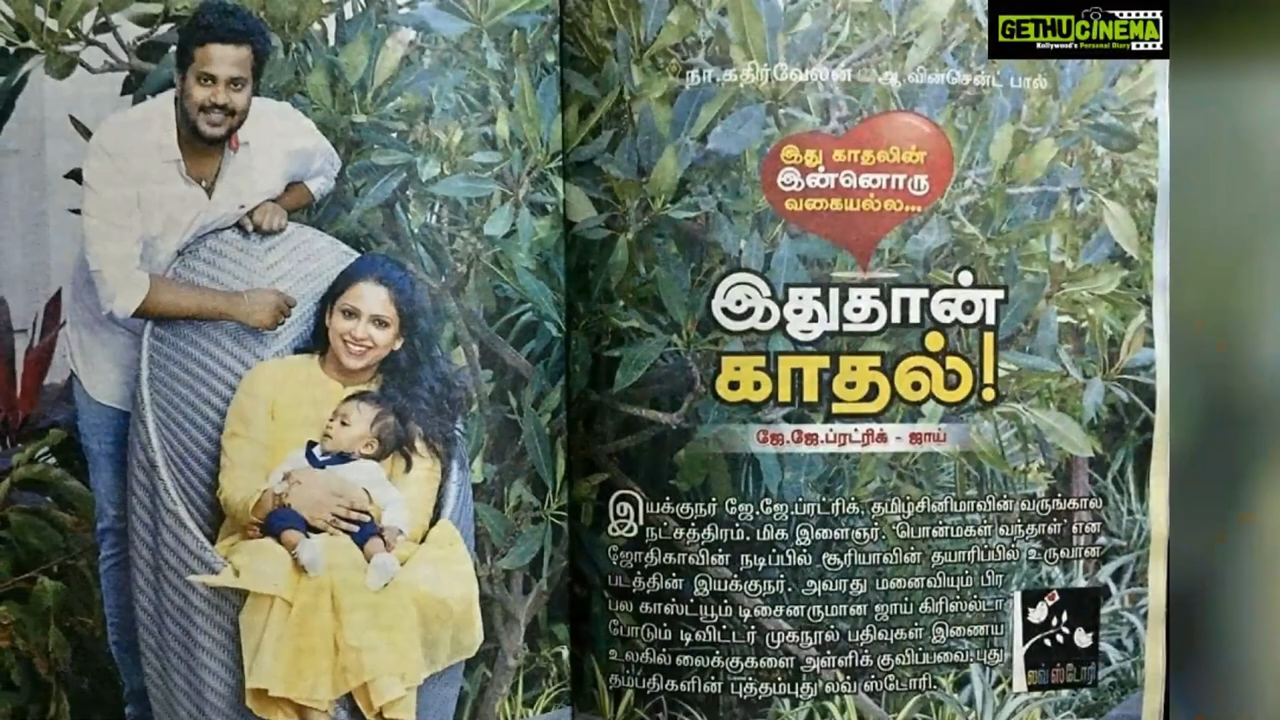 GETHU CINEMA
Kollywood's Personal Diary
நா.கதிர்வேலன் ஆ.வின்சென்ட் பால்
இது காதலின்
இன்னொரு
வகையல்ல...
இதுதான்
காதல்!
ஜே.ஜே.ப்ரட்ரிக் - ஜாய்
இயக்குநர் ஜே.ஜே.ப்ரட்ரிக். தமிழ்சினிமாவின் வருங்கால
நட்சத்திரம். மிக இளைஞர். 'பொன்மகள் வந்தாள்' என
ஜோதிகாவின் நடிப்பில் சூரியாவின் தயாரிப்பில் உருவான
படத்தின் இயக்குநர். அவரது மனைவியும் பிர
பல காஸ்ட்யூம் டிசைனருமான ஜாய் கிரிஸ்ல்டா
போடும் டிவிட்டர் முகநூல் பதிவுகள் இணைய
உலகில் லைக்குகளை அள்ளிக் குவிப்பவை. புது
தம்பதிகளின் புத்தம்புது லவ் ஸ்டோரி.
லவ் ஸ்டோரி